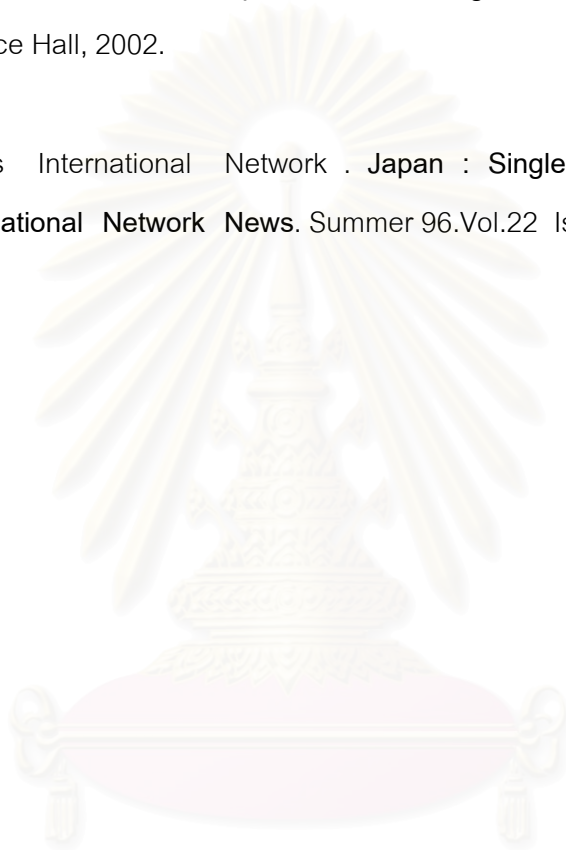 ce Hall, 2002.
s International Network . Japan : Single
ational Network News. Summer 96.Vol.22 Is